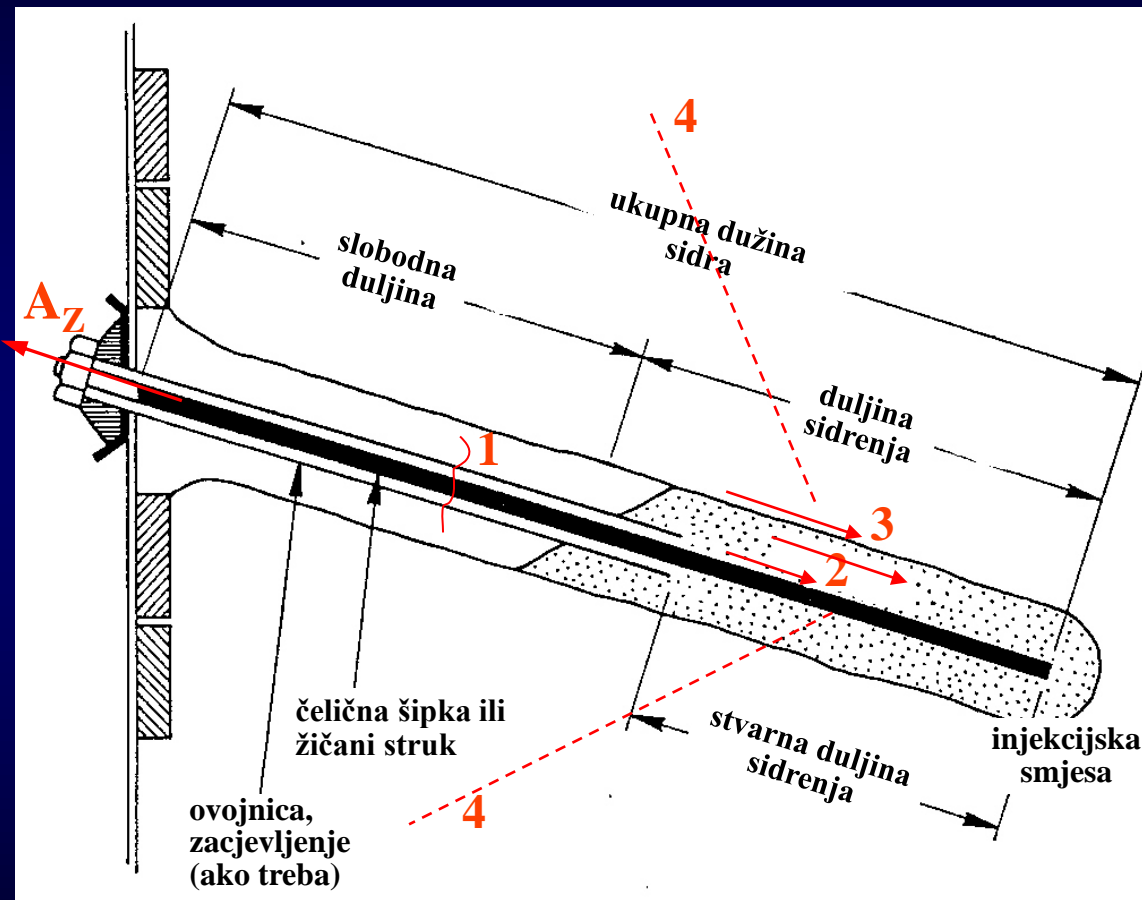 4
ukupna dužina
sidra
slobodna
duljina
A_Z
duljina
sidrenja
1
3
2
čelična šipka ili
žičani struk
stvarna duljina
sidrenja
injekcijska
smjesa
4
ovojnica,
zacjevljenje
(ako treba)